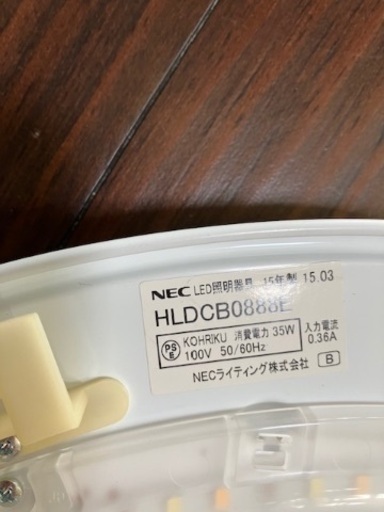 NEC LED照明器具 15年製 15.03
HLDCB0888E
PS E KOHRIKU 消費電力 35W 入力電流
100V 50/60Hz 0.36A
NECライティング株式会社 B